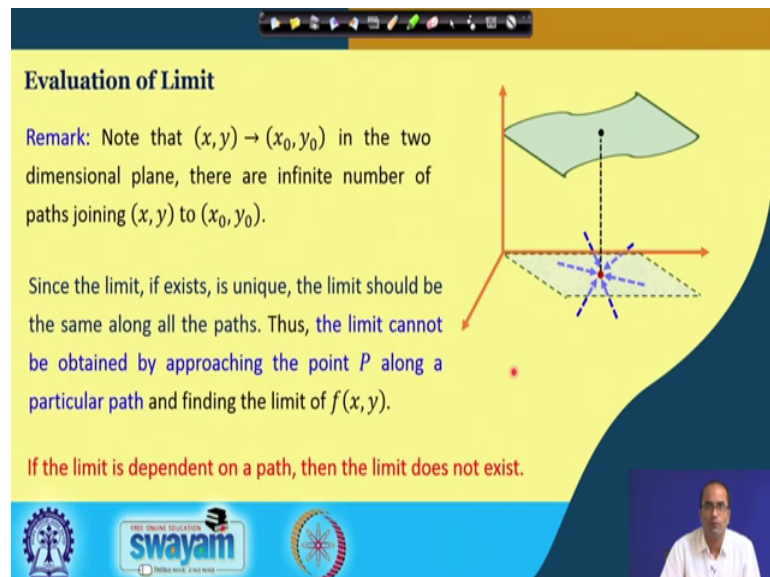 Evaluation of Limit
Remark: Note that (x, y) → (x₀, y₀) in the two
dimensional plane, there are infinite number of
paths joining (x, y) to (x₀, y₀).
Since the limit, if exists, is unique, the limit should be
the same along all the paths. Thus, the limit cannot
be obtained by approaching the point P along a
particular path and finding the limit of f(x, y).
If the limit is dependent on a path, then the limit does not exist.
FREE ONLINE EDUCATION
swayam